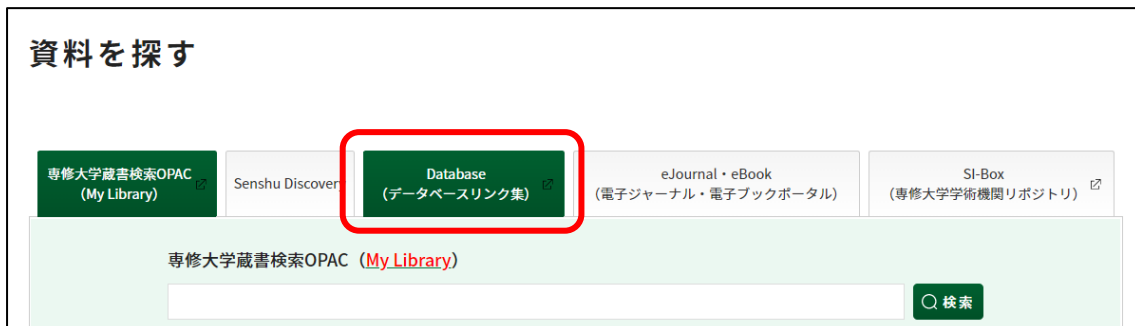 資料を探す
専修大学蔵書検索OPAC
(My Library)
Senshu Discovery
Database
(データベースリンク集)
eJournal・eBook
(電子ジャーナル・電子ブックポータル)
SI-Box
(専修大学学術機関リポジトリ)
専修大学蔵書検索OPAC（My Library）
検索